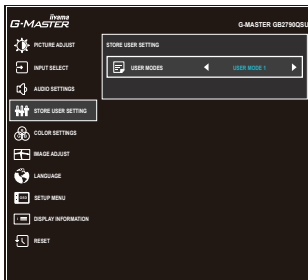 iiyama
G-MASTER
G-MASTER GB2790QSU
PICTURE ADJUST
INPUT SELECT
AUDIO SETTINGS
STORE USER SETTING
COLOR SETTINGS
IMAGE ADJUST
LANGUAGE
OSD SETUP MENU
DISPLAY INFORMATION
RESET
STORE USER SETTING
USER MODES USER MODE 1